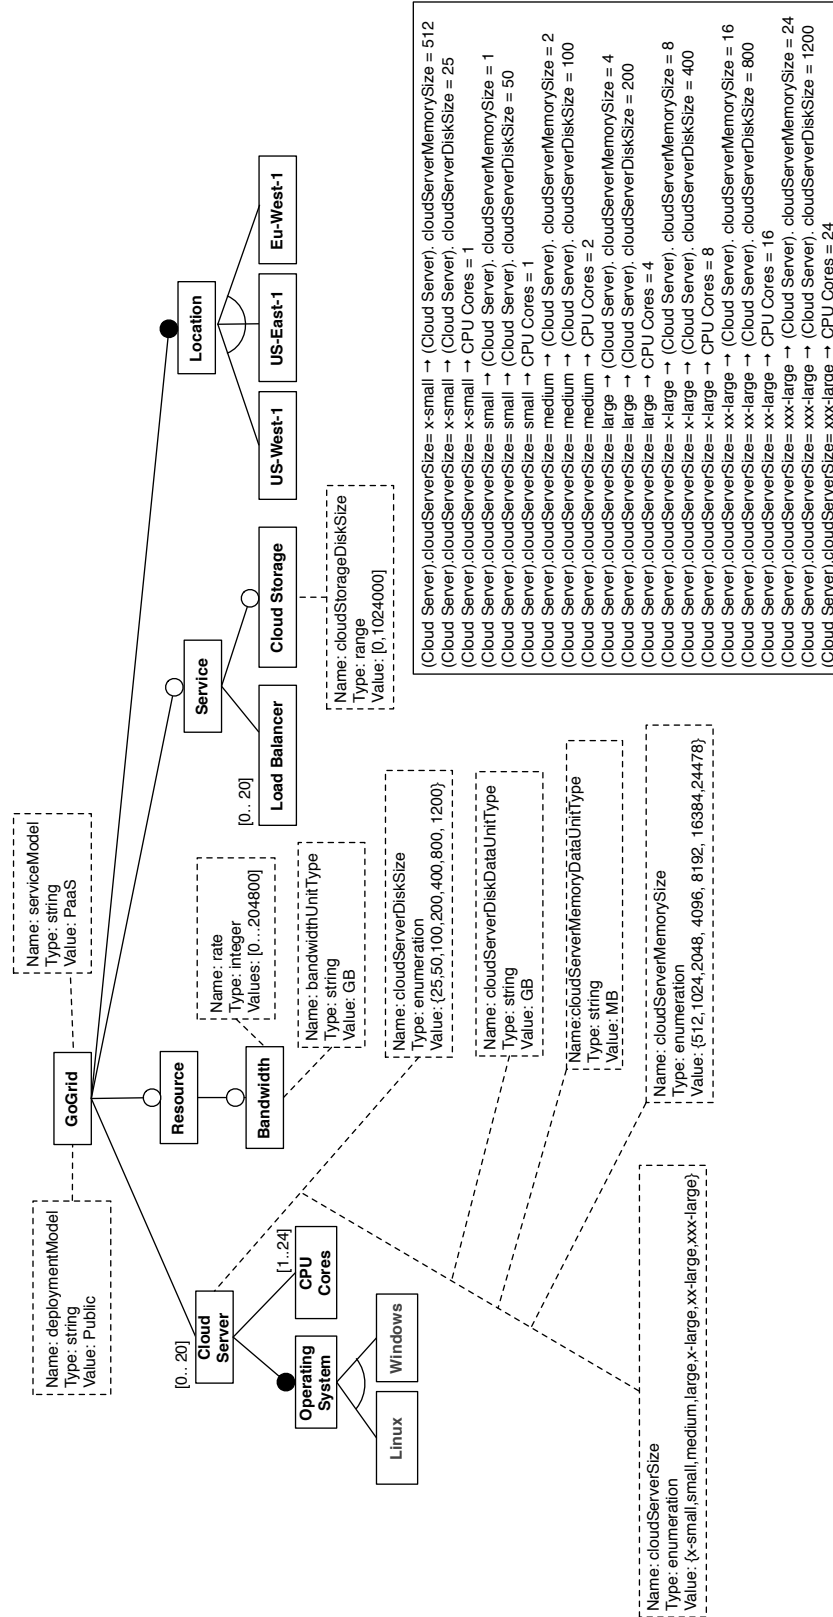 GoGrid
Name: deploymentModel
Type: string
Value: Public
Name: serviceModel
Type: string
Value: PaaS
[0.. 20]
Cloud
Server
Operating
System
Linux
Windows
[1..24]
CPU
Cores
Resource
Bandwidth
Name: rate
Type: integer
Values: [0...204800]
Name: bandwidthUnitType
Type: string
Value: GB
Service
[0.. 20]
Load Balancer
Cloud Storage
Name: cloudStorageDiskSize
Type: range
Value: [0,1024000]
Location
US-West-1
US-East-1
Eu-West-1
Name: cloudServerDiskSize
Type: enumeration
Value: {25,50,100,200,400,800, 1200}
Name: cloudServerDiskDataUnitType
Type: string
Value: GB
Name:cloudServerMemoryDataUnitType
Type: string
Value: MB
Name: cloudServerMemorySize
Type: enumeration
Value: {512,1024,2048, 4096, 8192, 16384,24478}
Name: cloudServerSize
Type: enumeration
Value: {x-small,small,medium,large,x-large,xx-large,xxx-large}
(Cloud Server).cloudServerSize= x-small → (Cloud Server). cloudServerMemorySize = 512
(Cloud Server).cloudServerSize= x-small → (Cloud Server). cloudServerDiskSize = 25
(Cloud Server).cloudServerSize= x-small → CPU Cores = 1
(Cloud Server).cloudServerSize= small → (Cloud Server). cloudServerMemorySize = 1
(Cloud Server).cloudServerSize= small → (Cloud Server). cloudServerDiskSize = 50
(Cloud Server).cloudServerSize= small → CPU Cores = 1
(Cloud Server).cloudServerSize= medium → (Cloud Server). cloudServerMemorySize = 2
(Cloud Server).cloudServerSize= medium → (Cloud Server). cloudServerDiskSize = 100
(Cloud Server).cloudServerSize= medium → CPU Cores = 2
(Cloud Server).cloudServerSize= large → (Cloud Server). cloudServerMemorySize = 4
(Cloud Server).cloudServerSize= large → (Cloud Server). cloudServerDiskSize = 200
(Cloud Server).cloudServerSize= large → CPU Cores = 4
(Cloud Server).cloudServerSize= x-large → (Cloud Server). cloudServerMemorySize = 8
(Cloud Server).cloudServerSize= x-large → (Cloud Server). cloudServerDiskSize = 400
(Cloud Server).cloudServerSize= x-large → CPU Cores = 8
(Cloud Server).cloudServerSize= xx-large → (Cloud Server). cloudServerMemorySize = 16
(Cloud Server).cloudServerSize= xx-large → (Cloud Server). cloudServerDiskSize = 800
(Cloud Server).cloudServerSize= xx-large → CPU Cores = 16
(Cloud Server).cloudServerSize= xxx-large → (Cloud Server). cloudServerMemorySize = 24
(Cloud Server).cloudServerSize= xxx-large → (Cloud Server). cloudServerDiskSize = 1200
(Cloud Server).cloudServerSize= xxx-large → CPU Cores = 24